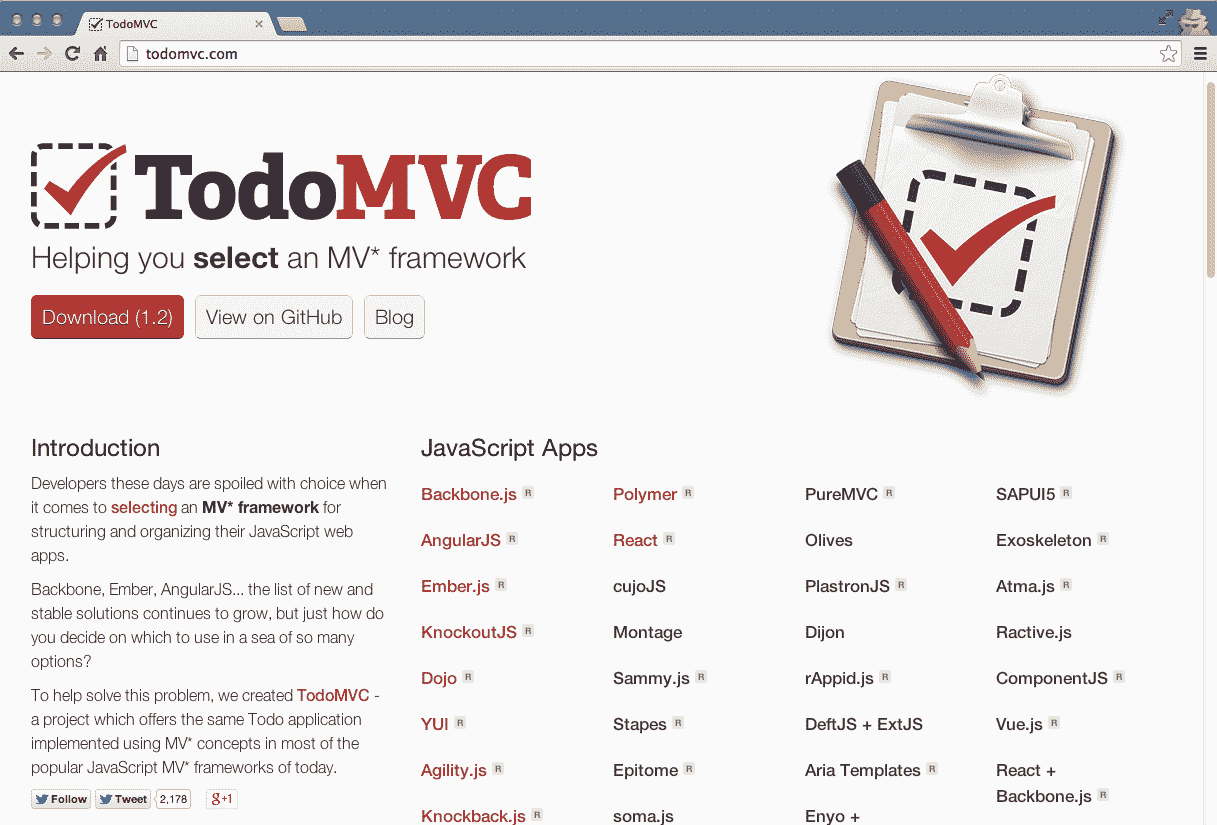 TodoMVC
todomvc.com
TodoMVC
Helping you select an MV* framework
Download (1.2)
View on GitHub
Blog
Introduction
Developers these days are spoiled with choice when
it comes to selecting an MV* framework for
structuring and organizing their JavaScript web
apps.
Backbone, Ember, AngularJS... the list of new and
stable solutions continues to grow, but just how do
you decide on which to use in a sea of so many
options?
To help solve this problem, we created TodoMVC -
a project which offers the same Todo application
implemented using MV* concepts in most of the
popular JavaScript MV* frameworks of today.
Follow
Tweet
2,178
g+1
JavaScript Apps
Backbone.js R
AngularJS R
Ember.js R
KnockoutJS R
Dojo R
YUI R
Agility.js R
Knockback.js R
Polymer R
React R
cujoJS
Montage
Sammy.js R
Stapes R
Epitome R
soma.js
PureMVC R
Olives
PlastronJS R
Dijon
rAppid.js R
DeftJS + ExtJS
Aria Templates R
Enyo +
SAPUI5 R
Exoskeleton R
Atma.js R
Ractive.js
ComponentJS R
Vue.js R
React +
Backbone.js R